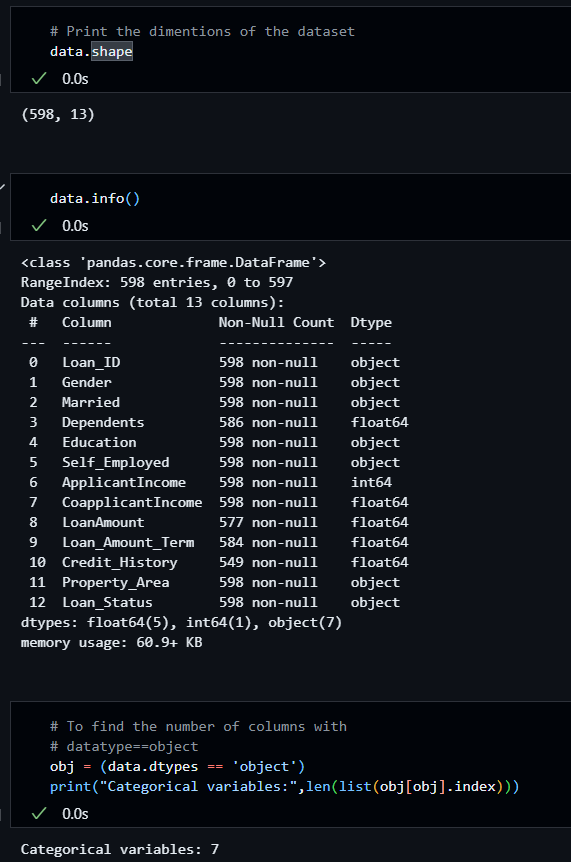 # Print the dimentions of the dataset
data.shape
0.0s
(598, 13)
data.info()
0.0s
<class 'pandas.core.frame.DataFrame'>
RangeIndex: 598 entries, 0 to 597
Data columns (total 13 columns):
 #   Column             Non-Null Count  Dtype
---  ------             --------------  -----
 0   Loan_ID            598 non-null    object
 1   Gender             598 non-null    object
 2   Married            598 non-null    object
 3   Dependents         586 non-null    float64
 4   Education          598 non-null    object
 5   Self_Employed      598 non-null    object
 6   ApplicantIncome    598 non-null    int64
 7   CoapplicantIncome  598 non-null    float64
 8   LoanAmount         577 non-null    float64
 9   Loan_Amount_Term   584 non-null    float64
 10  Credit_History     549 non-null    float64
 11  Property_Area      598 non-null    object
 12  Loan_Status        598 non-null    object
dtypes: float64(5), int64(1), object(7)
memory usage: 60.9+ KB
# To find the number of columns with
# datatype==object
obj = (data.dtypes == 'object')
print("Categorical variables:",len(list(obj[obj].index)))
0.0s
Categorical variables: 7